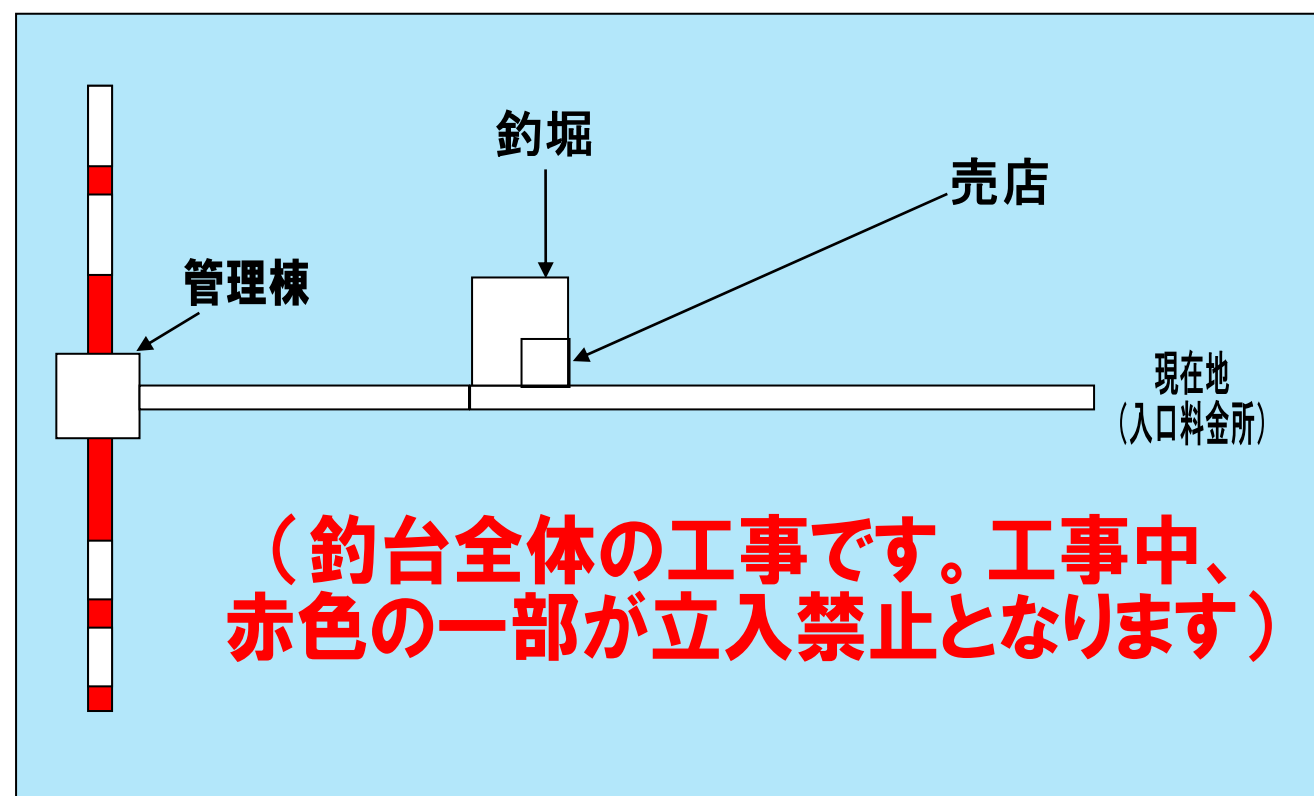 釣堀
売店
管理棟
現在地
（入口料金所）
（釣台全体の工事です。工事中、
赤色の一部が立入禁止となります）